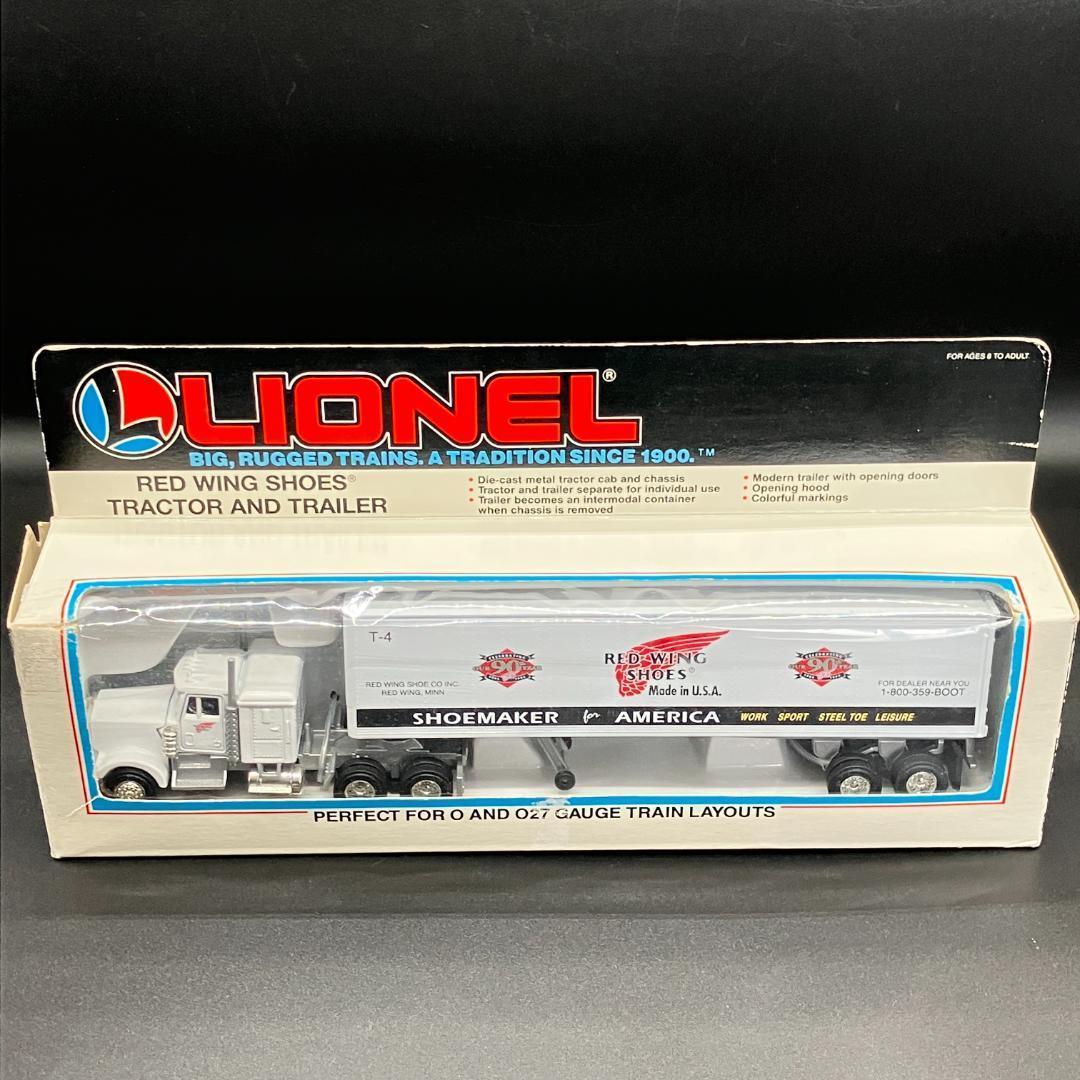 FOR AGES 8 TO ADULT
LIONEL®
BIG, RUGGED TRAINS. A TRADITION SINCE 1900.™
RED WING SHOES®
TRACTOR AND TRAILER
• Die-cast metal tractor cab and chassis
• Tractor and trailer separate for individual use
• Trailer becomes an intermodal container
when chassis is removed
• Modern trailer with opening doors
• Opening hood
• Colorful markings
T-4
RED WING SHOE CO INC.
RED WING, MINN
90
RED WING
SHOES®
Made in U.S.A.
90
FOR DEALER NEAR YOU
1-800-359-BOOT
SHOEMAKER for AMERICA WORK SPORT STEEL TOE LEISURE
PERFECT FOR O AND O27 GAUGE TRAIN LAYOUTS